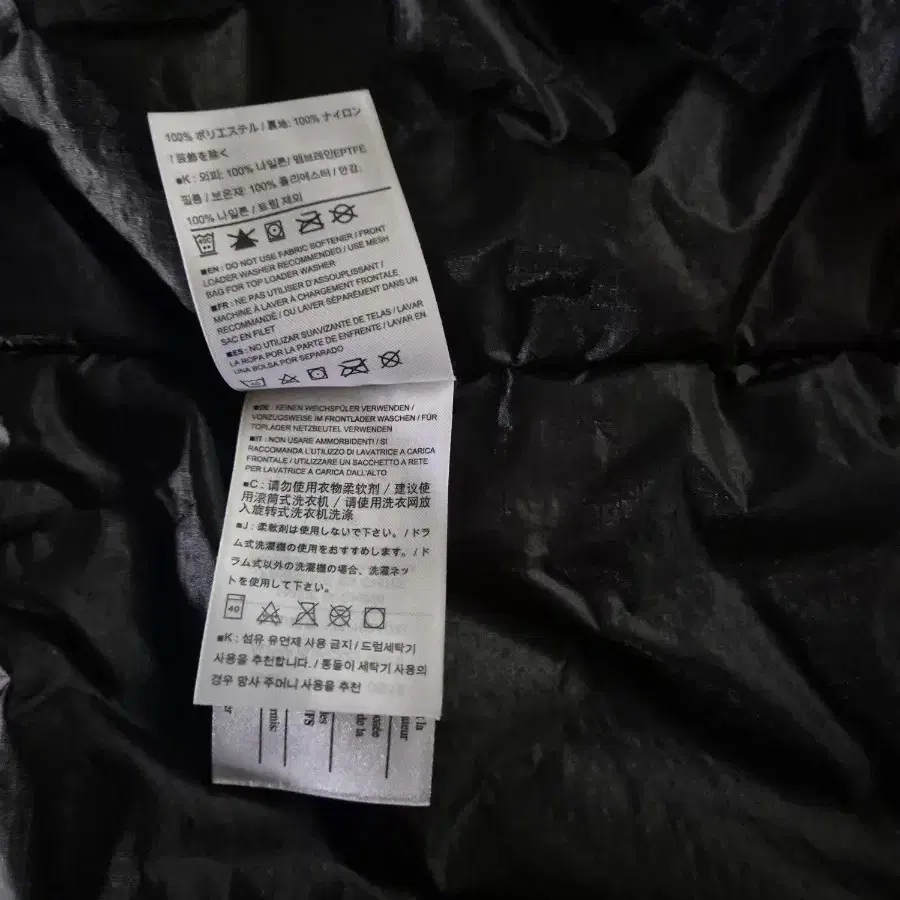 100% ポリエステル / 裏地: 100% ナイロン
/ 装飾を除く
■K : 외피: 100% 나일론/ 멤브레인EPTFE
필름 / 보온재: 100% 폴리에스터 / 안감:
100% 나일론 / 트림 제외
■EN : DO NOT USE FABRIC SOFTENER / FRONT
LOADER WASHER RECOMMENDED / USE MESH
BAG FOR TOP LOADER WASHER
■FR : NE PAS UTILISER D'ASSOUPLISSANT /
MACHINE À LAVER À CHARGEMENT FRONTALE
RECOMMANDÉ / OU LAVER SÉPARÉMENT DANS UN
SAC EN FILET
■ES : NO UTILIZAR SUAVIZANTE DE TELAS / LAVAR
LA ROPA POR LA PARTE DE ENFRENTE / LAVAR EN
UNA BOLSA POR SEPARADO
40
■DE : KEINEN WEICHSPÜLER VERWENDEN /
VORZUGSWEISE IM FRONTLADER WASCHEN / FÜR
TOPLADER NETZBEUTEL VERWENDEN
■IT : NON USARE AMMORBIDENTI / SI
RACCOMANDA L'UTILIZZO DI LAVATRICE A CARICA
FRONTALE / UTILIZZARE UN SACCHETTO A RETE
PER LAVATRICE A CARICA DALL'ALTO
■C : 请勿使用衣物柔软剂 / 建议使
用滚筒式洗衣机 / 请使用洗衣网放
入旋转式洗衣机洗涤
■J : 柔軟剤は使用しないで下さい。/ ドラ
ム式洗濯機の使用をおすすめします。/ ド
ラム式以外の洗濯機の場合、洗濯ネッ
トを使用して下さい。
40
■K : 섬유 유연제 사용 금지 / 드럼세탁기
사용을 추천합니다. / 통돌이 세탁기 사용의
경우 망사 주머니 사용을 추천